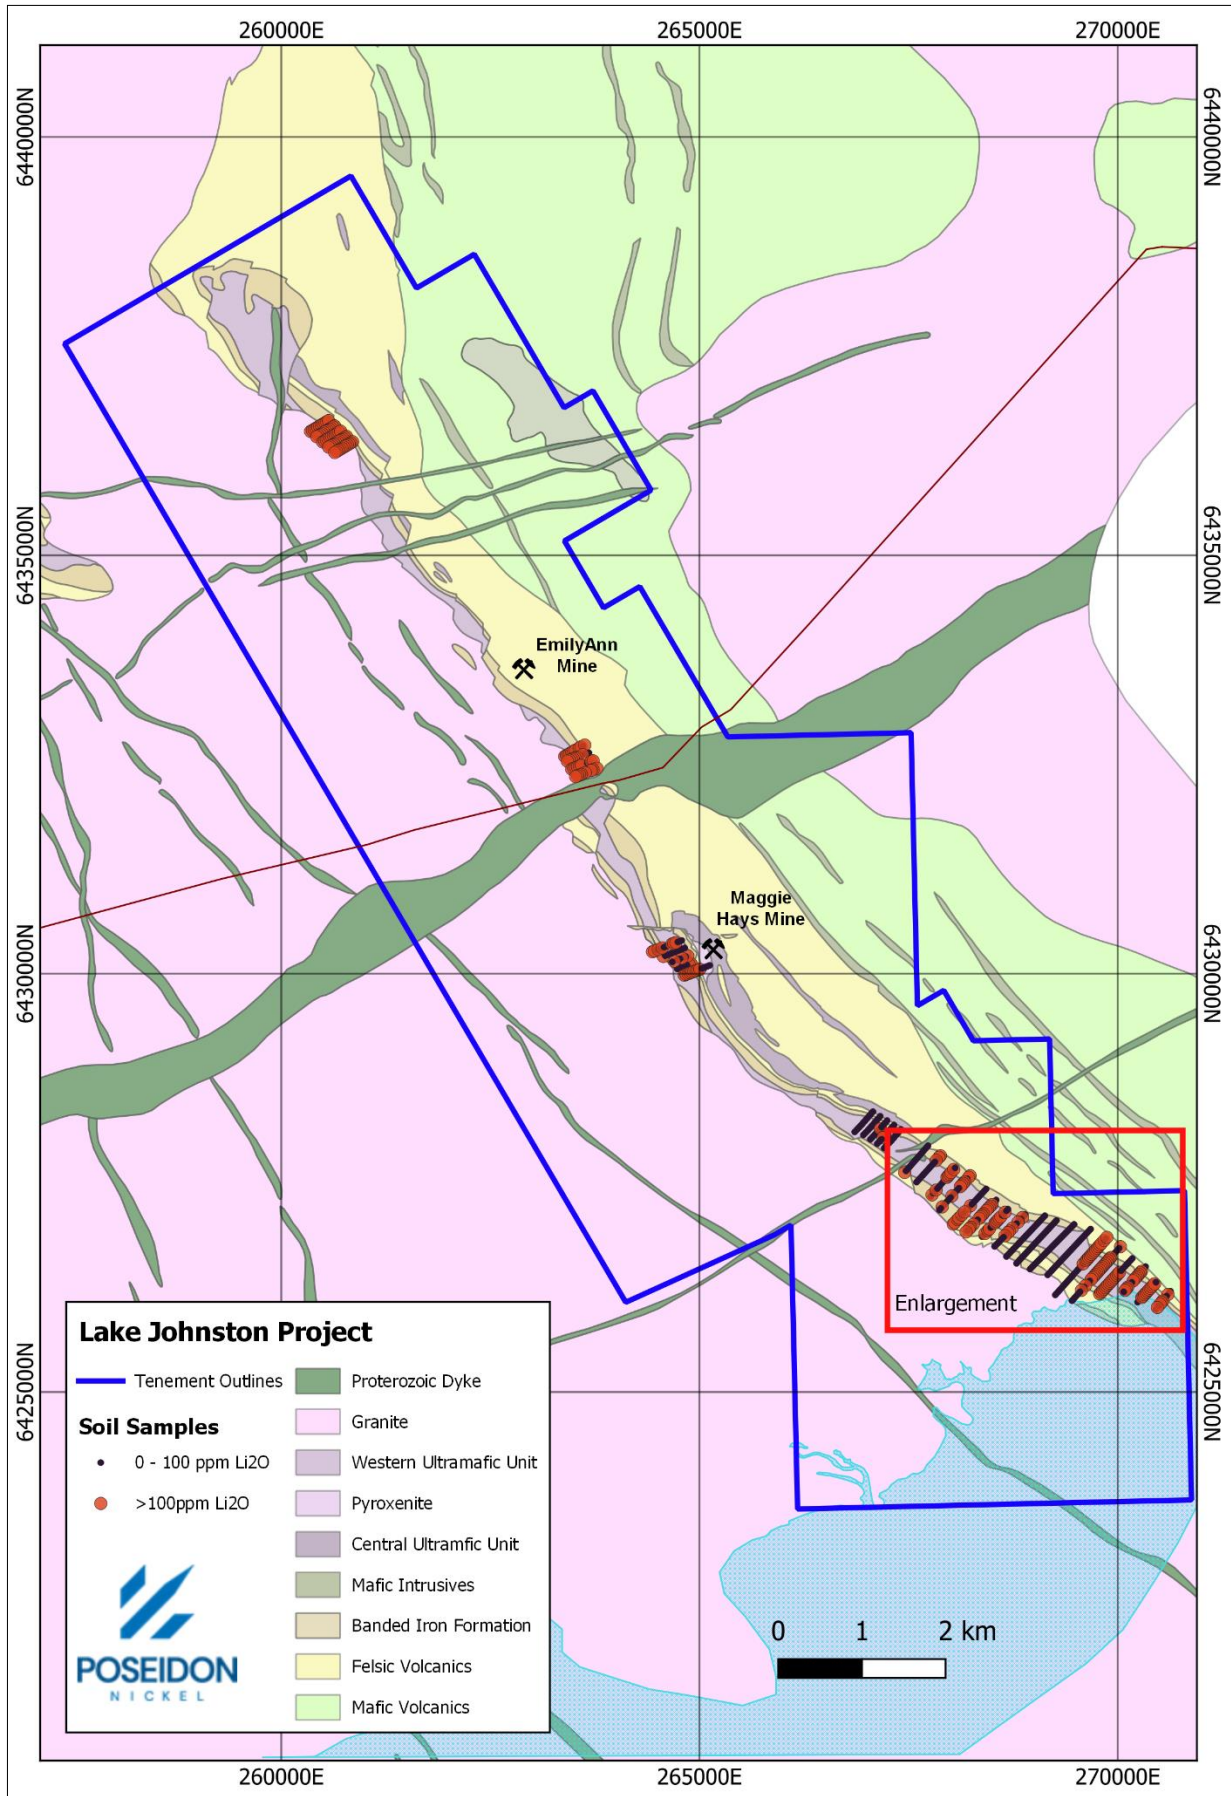 260000E
265000E
270000E
6440000N
6440000N
6435000N
6435000N
EmilyAnn
Mine
Maggie
Hays Mine
6430000N
6430000N
Enlargement
6425000N
6425000N
Lake Johnston Project
Tenement Outlines
Soil Samples
0 - 100 ppm Li2O
>100ppm Li2O
Proterozoic Dyke
Granite
Western Ultramafic Unit
Pyroxenite
Central Ultramfic Unit
Mafic Intrusives
Banded Iron Formation
Felsic Volcanics
Mafic Volcanics
POSEIDON
NICKEL
0 1 2 km
260000E
265000E
270000E